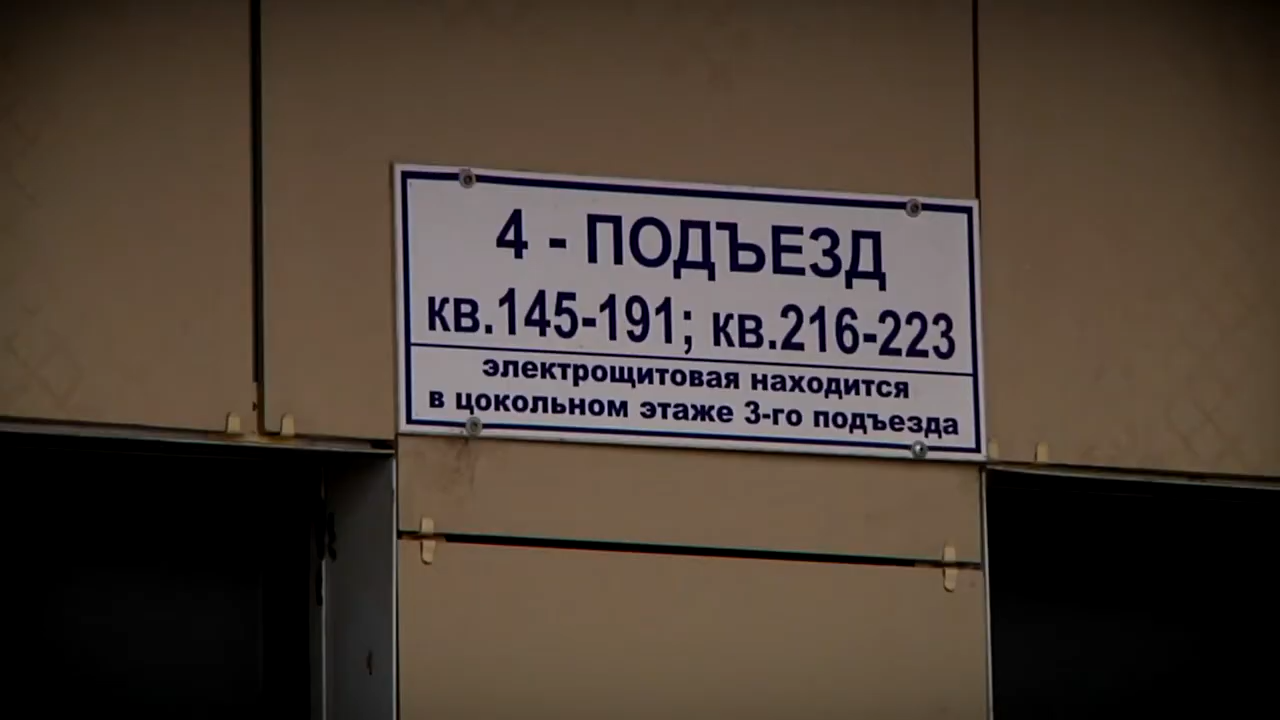 4 - ПОДЪЕЗД
кв.145-191; кв.216-223
электрощитовая находится
в цокольном этаже 3-го подъезда